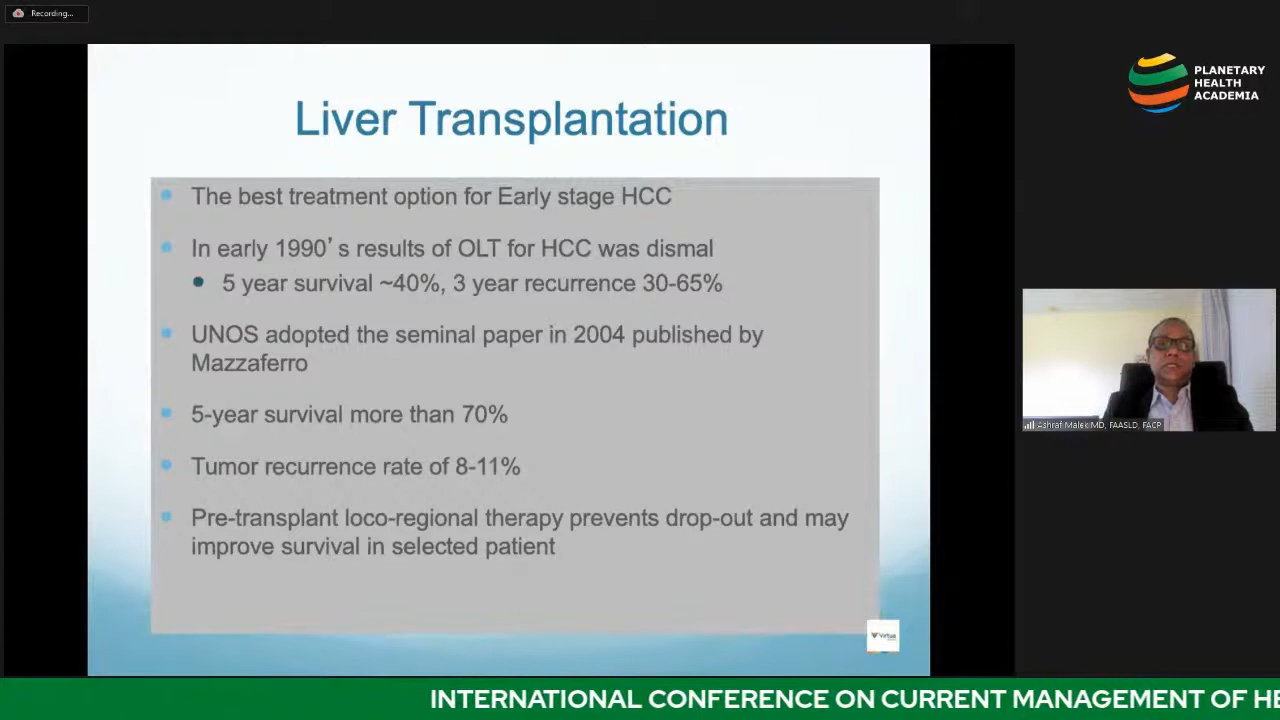 Recording...
PLANETARY
HEALTH
ACADEMIA
Liver Transplantation
The best treatment option for Early stage HCC
In early 1990's results of OLT for HCC was dismal
5 year survival ~40%, 3 year recurrence 30-65%
UNOS adopted the seminal paper in 2004 published by
Mazzaferro
5-year survival more than 70%
Tumor recurrence rate of 8-11%
Pre-transplant loco-regional therapy prevents drop-out and may
improve survival in selected patient
Virtua
Ashraf Malek MD, FAASLD, FACP
INTERNATIONAL CONFERENCE ON CURRENT MANAGEMENT OF HE